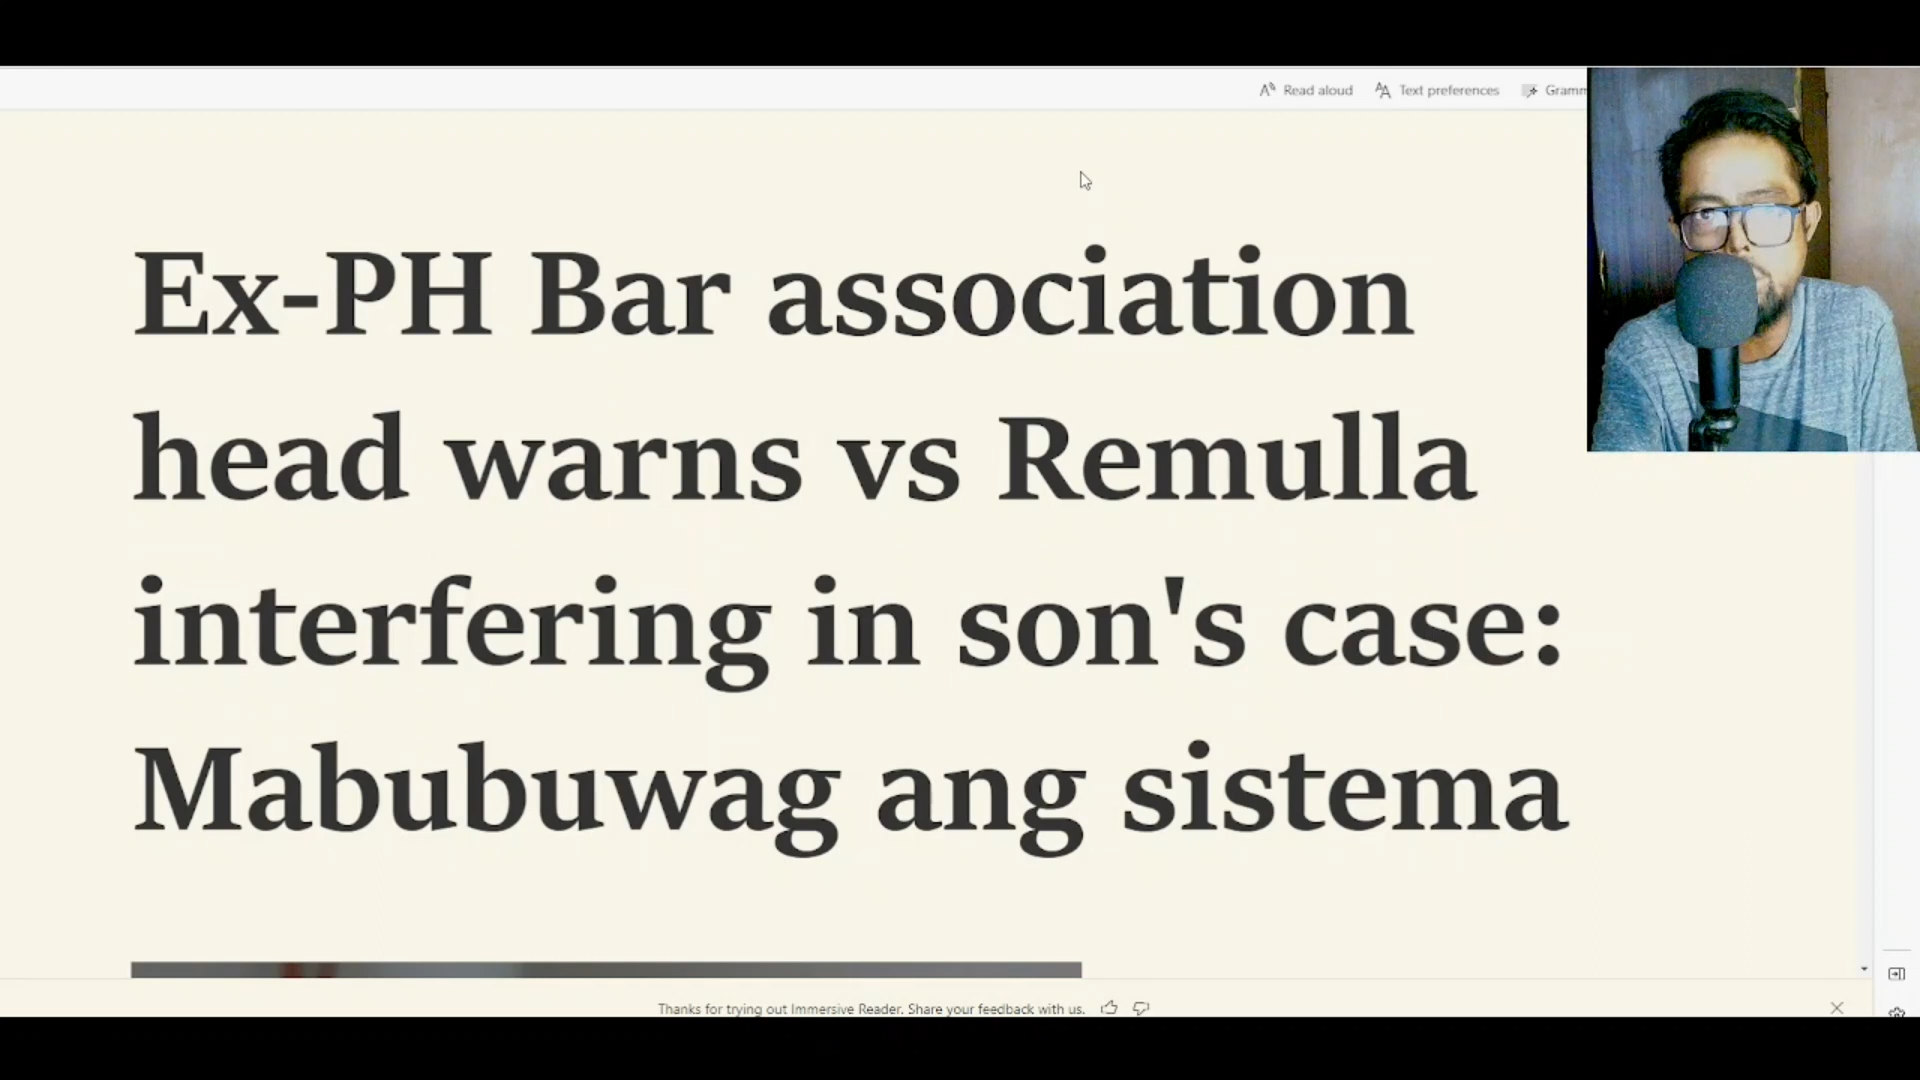 Read aloud Text preferences Gramm
Ex-PH Bar association
head warns vs Remulla
interfering in son's case:
Mabubuwag ang sistema
Thanks for trying out Immersive Reader. Share your feedback with us.